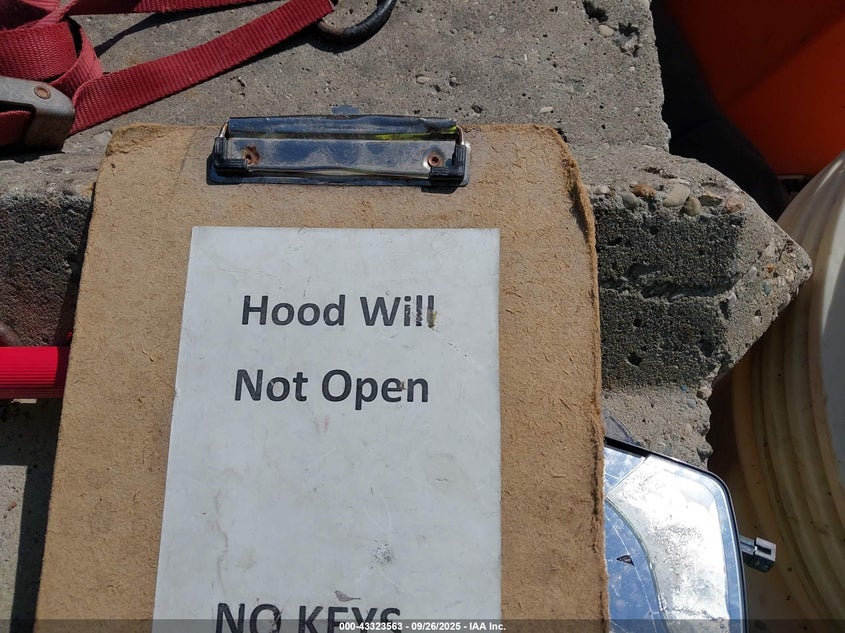 Hood Will
Not Open
NO KEYS
000-43323563 - 09/26/2025 - IAA Inc.